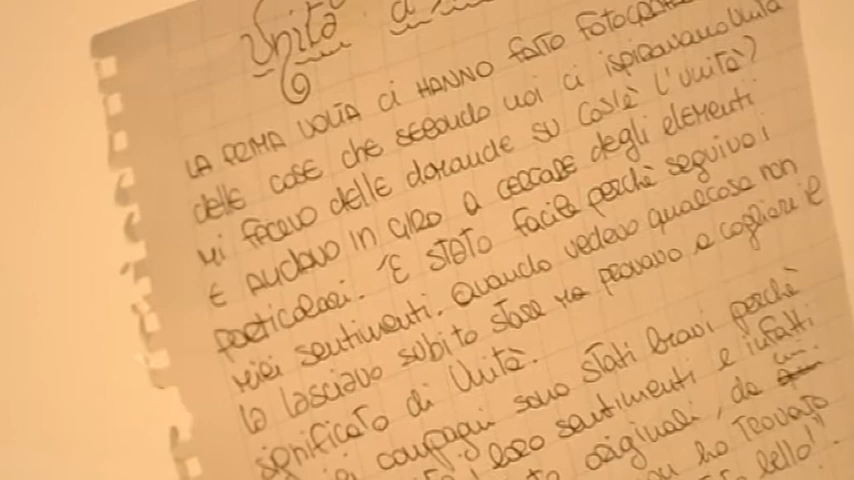 Unità
LA PRIMA VOLTA CI HANNO FATTO
delle cose che secondo noi ci ispiravano Unità
mi facevo delle domande su cos'è l'Unità?
E ANDAVO IN GIRO A CERCARE degli elementi
particolari. È STATO facile perchè seguivo i
miei sentimenti. Quando vedevo qualcosa non
lo lasciavo subito stare ma provavo a cogliere il
significato di Unità.
compagni sono stati bravi perchè
loro sentimenti e infatti
originali, da
ho TROVATO
bello!"